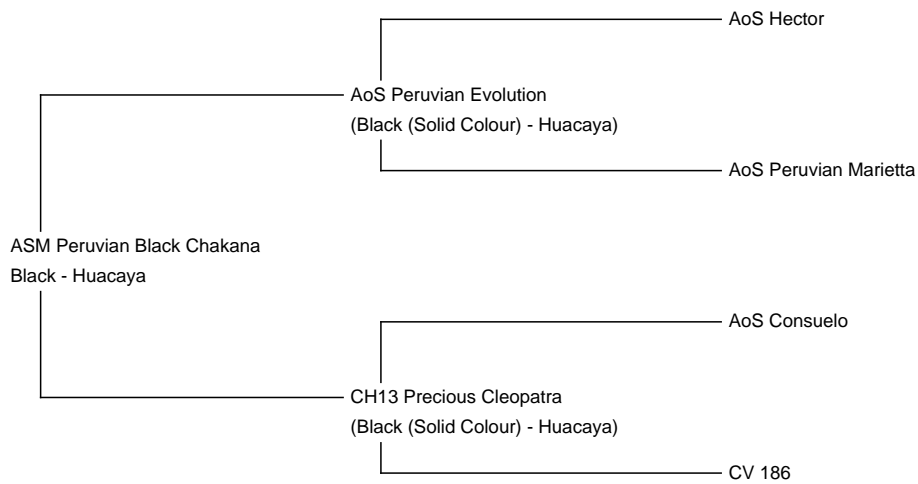 AoS Hector
AoS Peruvian Evolution
(Black (Solid Colour) - Huacaya)
AoS Peruvian Marietta
ASM Peruvian Black Chakana
Black - Huacaya
AoS Consuelo
CH13 Precious Cleopatra
(Black (Solid Colour) - Huacaya)
CV 186